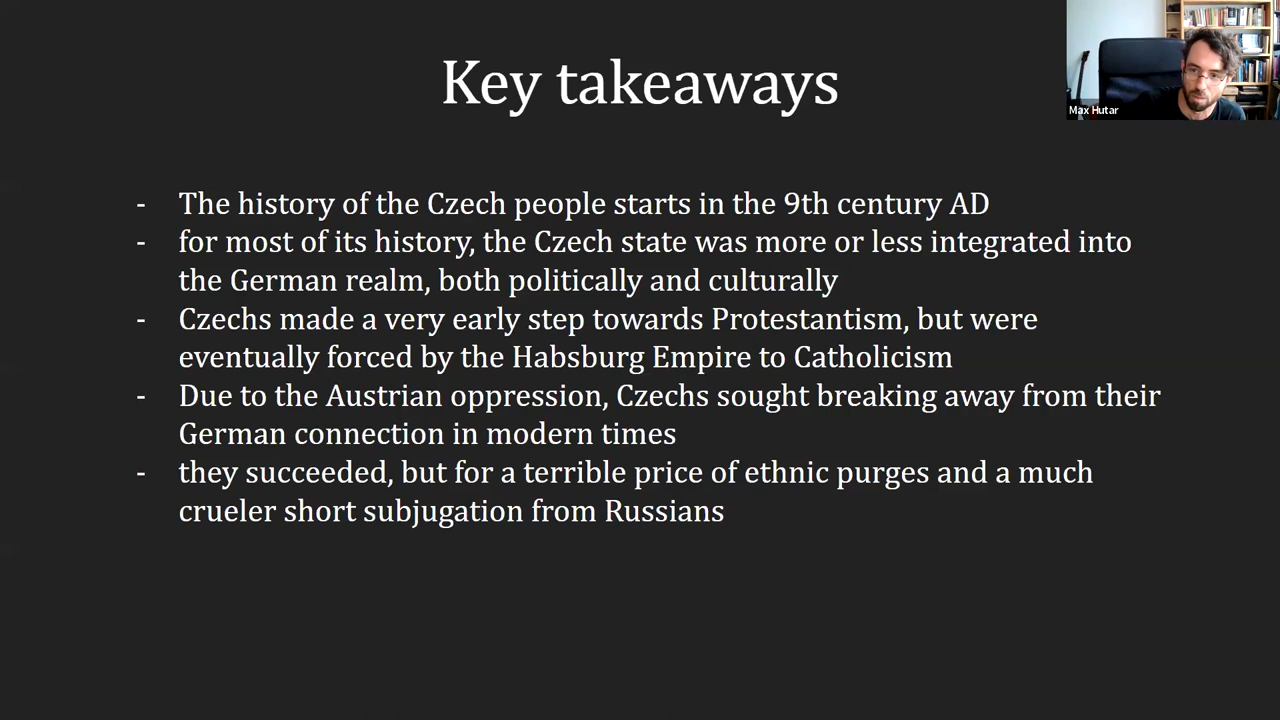 Key takeaways
Max Hutar
- The history of the Czech people starts in the 9th century AD
- for most of its history, the Czech state was more or less integrated into
the German realm, both politically and culturally
- Czechs made a very early step towards Protestantism, but were
eventually forced by the Habsburg Empire to Catholicism
- Due to the Austrian oppression, Czechs sought breaking away from their
German connection in modern times
- they succeeded, but for a terrible price of ethnic purges and a much
crueler short subjugation from Russians